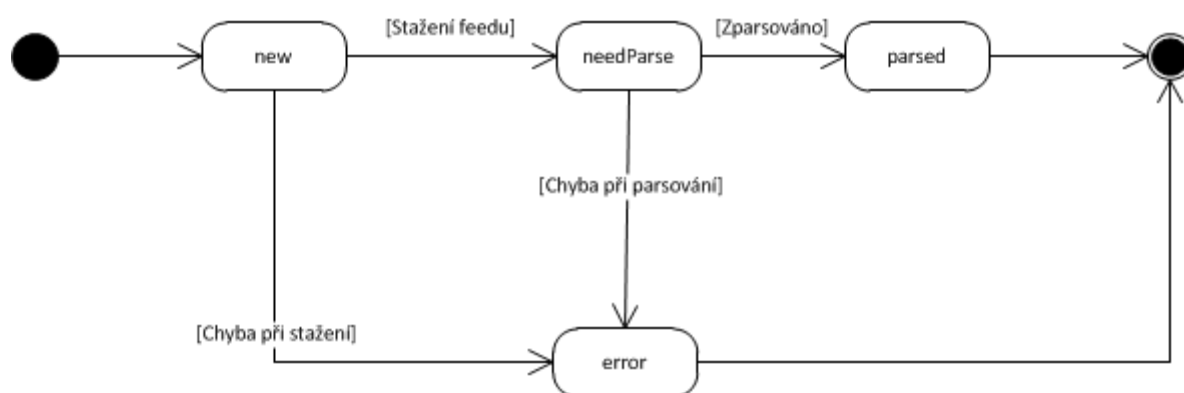 [Stažení feedu]
[Zparsováno]
new
needParse
parsed
[Chyba při parsování]
[Chyba při stažení]
error